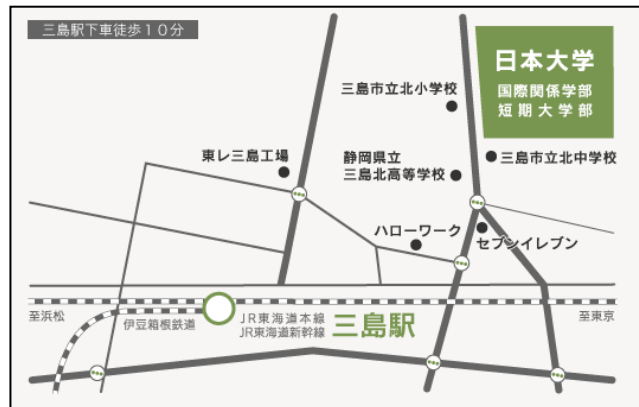 三島駅下車徒歩１０分
日本大学
国際関係学部
短期大学部
三島市立北小学校
東レ三島工場
静岡県立
三島北高等学校
三島市立北中学校
ハローワーク
セブンイレブン
至浜松
伊豆箱根鉄道
JR東海道本線
JR東海道新幹線
三島駅
至東京